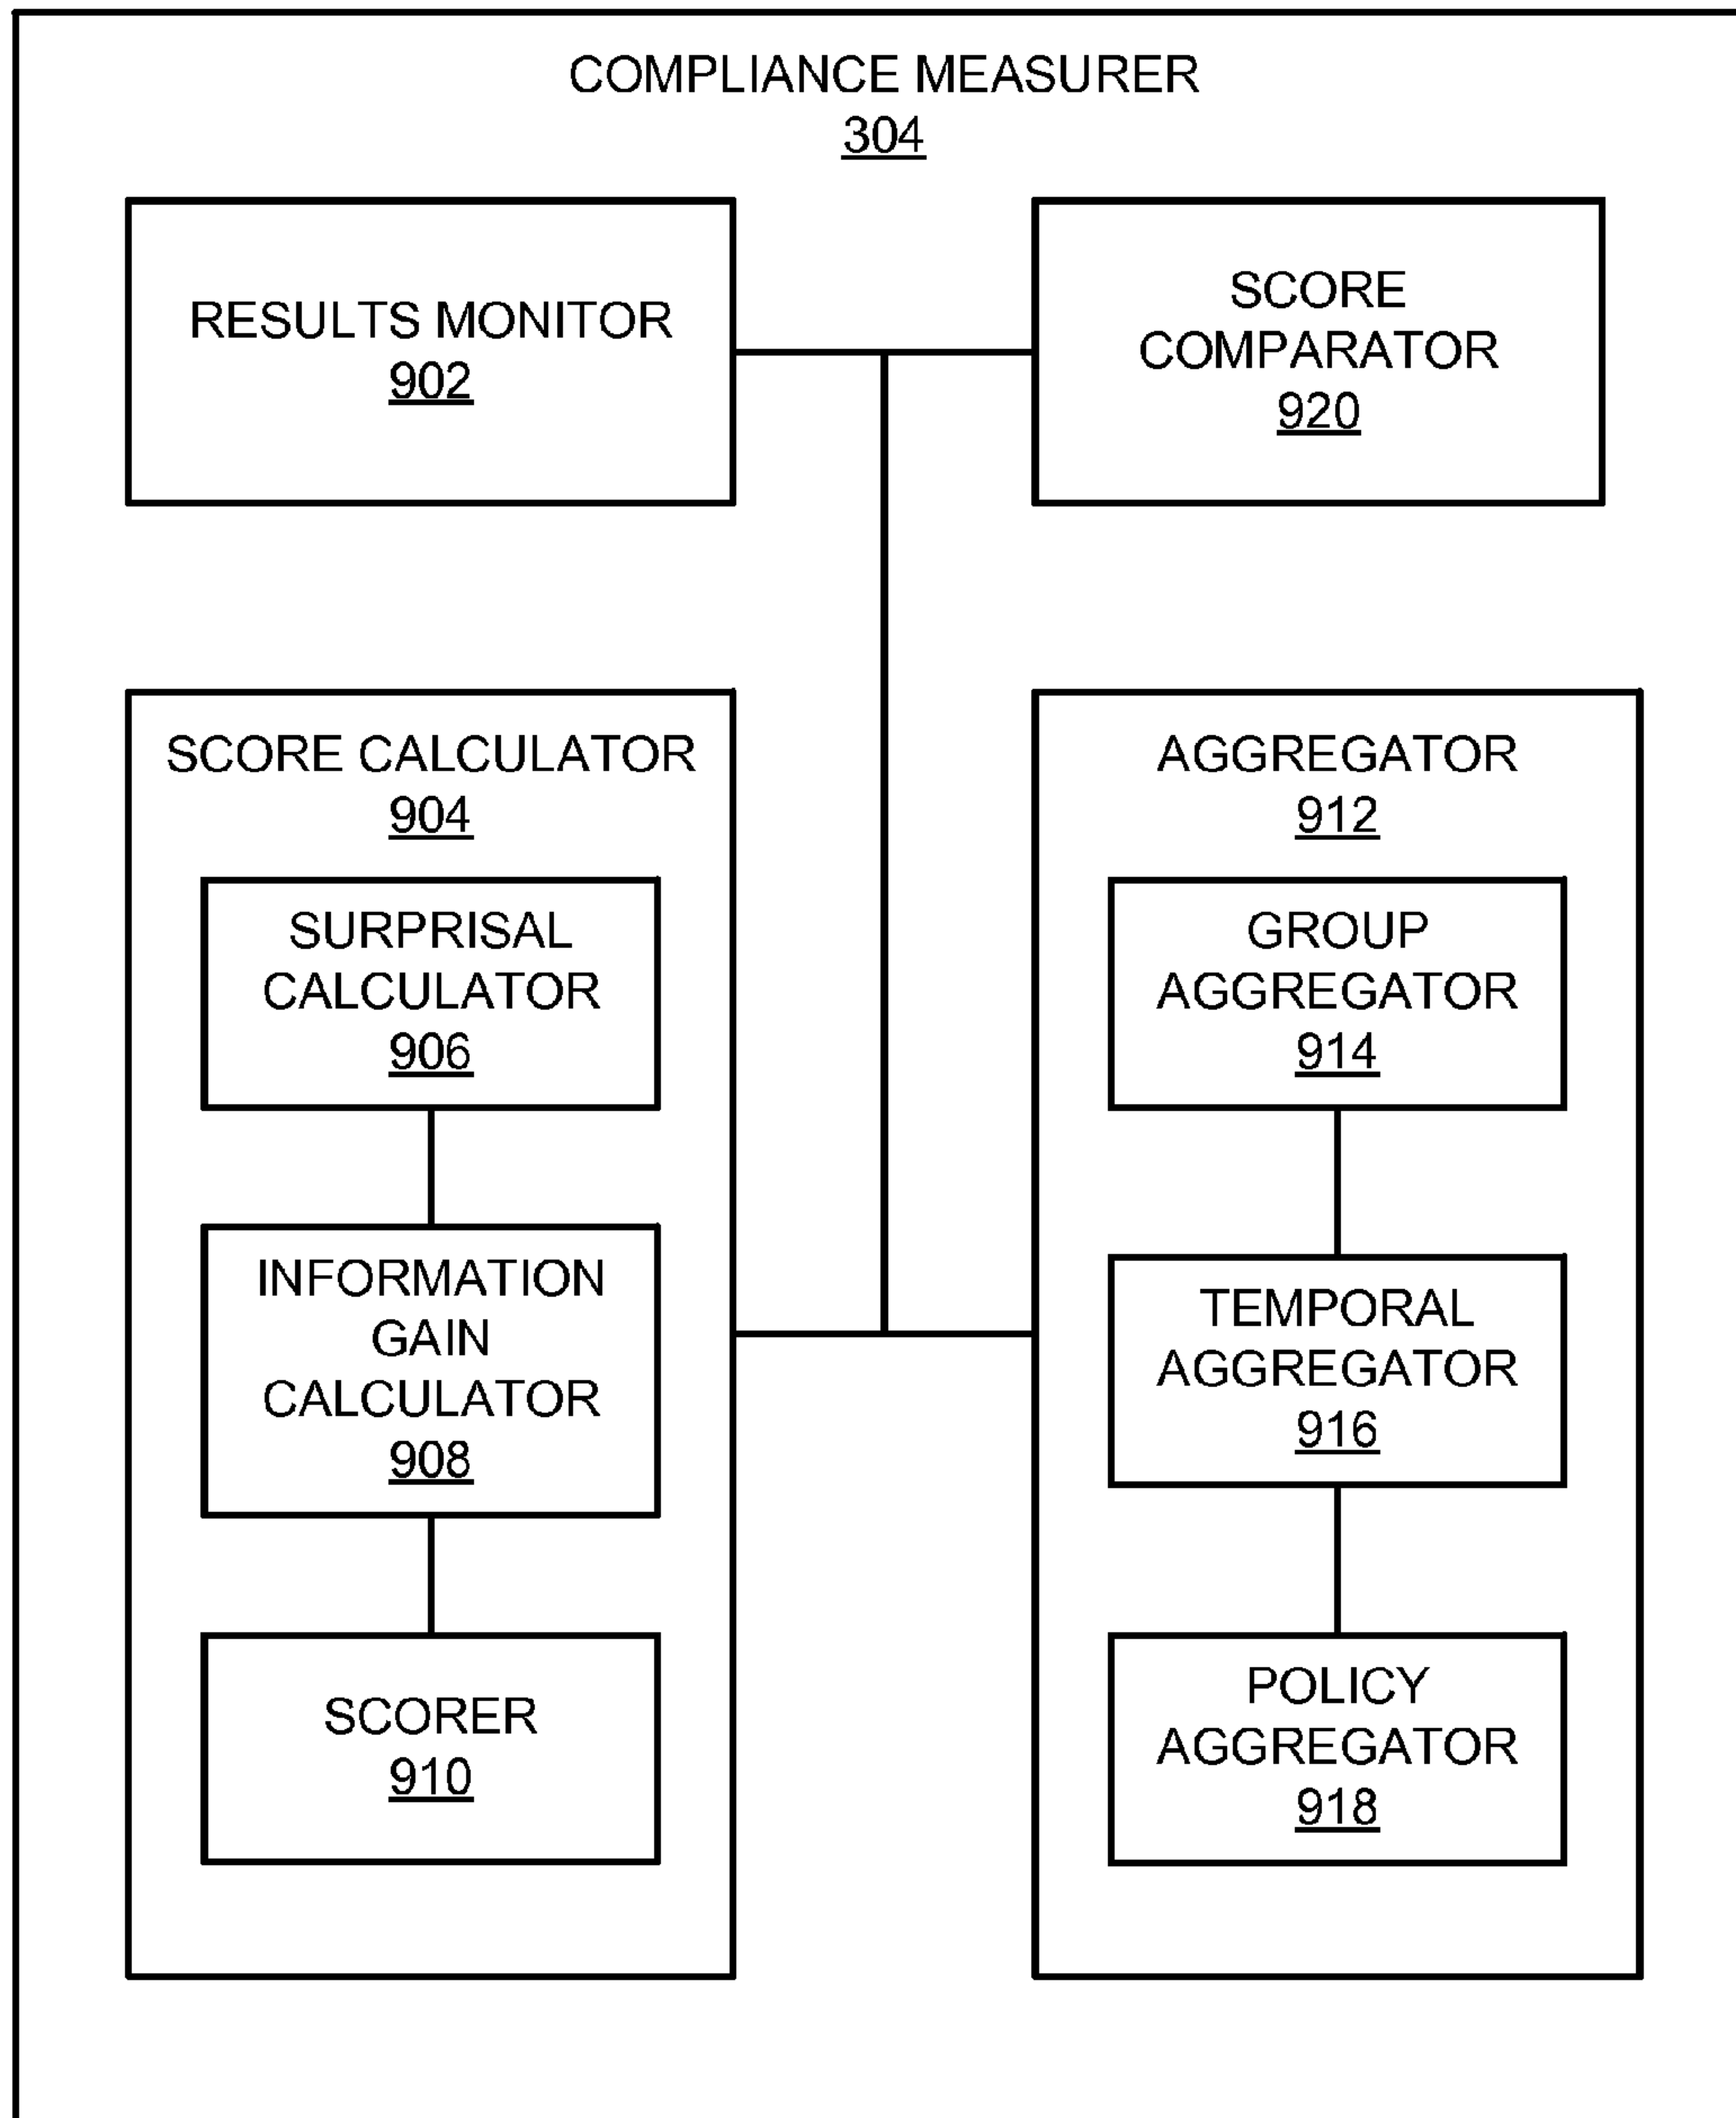 COMPLIANCE MEASURER
304
RESULTS MONITOR
902
SCORE
COMPARATOR
920
SCORE CALCULATOR
904
SURPRISAL
CALCULATOR
906
INFORMATION
GAIN
CALCULATOR
908
SCORER
910
AGGREGATOR
912
GROUP
AGGREGATOR
914
TEMPORAL
AGGREGATOR
916
POLICY
AGGREGATOR
918